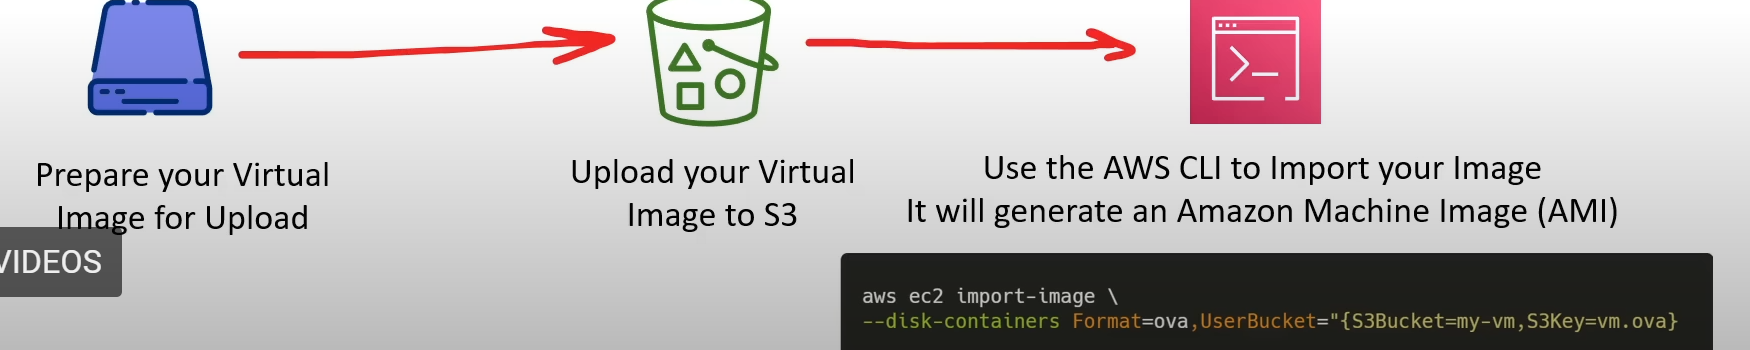 Prepare your Virtual
Image for Upload
Upload your Virtual
Image to S3
Use the AWS CLI to Import your Image
It will generate an Amazon Machine Image (AMI)
VIDEOS
aws ec2 import-image \
--disk-containers Format=ova,UserBucket="{S3Bucket=my-vm,S3Key=vm.ova}